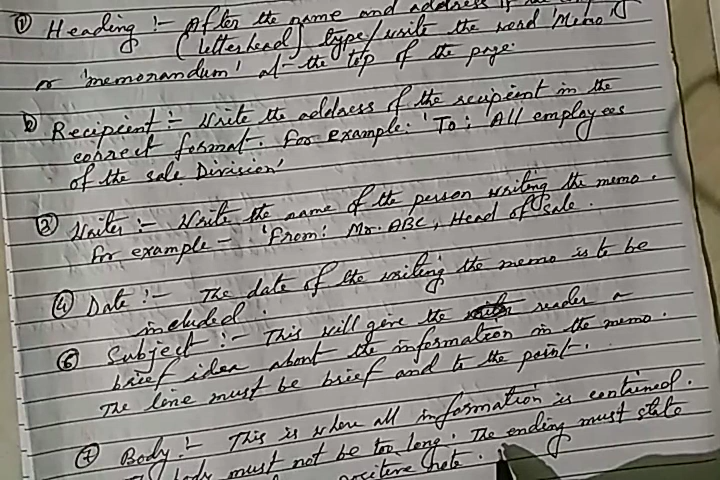 ① Heading :- After the name and address if
(letterhead) type/write the word 'Memo'
or 'memorandum' at the top of the page.
② Recipient :- Write the address of the recipient in the
correct format. For example: 'To: All employees
of the sale Division'
③ Writer :- Write the name of the person writing the memo.
For example - 'From: Mr. ABC, Head of Sale.
④ Date :- The date of the writing the memo is to be
included.
⑥ Subject :- This will give the reader a
brief idea about the information in the memo.
The line must be brief and to the point.
⑦ Body :- This is where all information is contained.
body must not be too long. The ending must state
positive note.